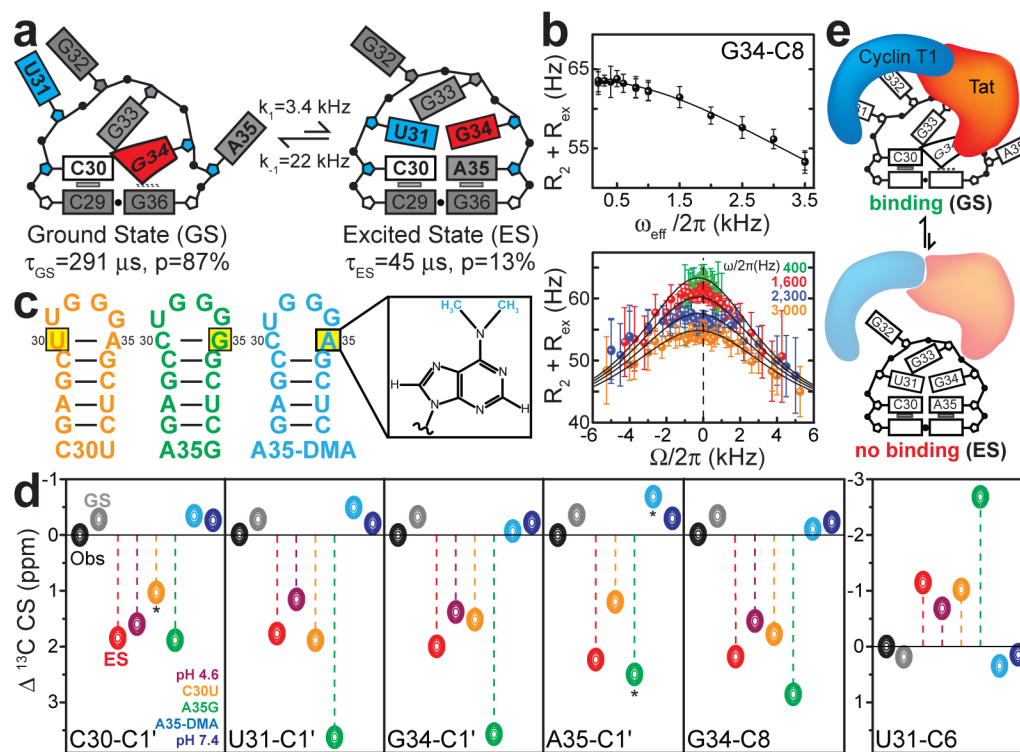 a
G32
U31
G33
G34
A35
C30
C29
G36
Ground State (GS)
τGS=291 μs, p=87%
k1=3.4 kHz
k-1=22 kHz
G32
G33
U31
G34
C30
A35
C29
G36
Excited State (ES)
τES=45 μs, p=13%
b
G34-C8
R2 + Rex (Hz)
65
55
0.5
1.5
2.5
3.5
ωeff /2π (kHz)
R2 + Rex (Hz)
60
50
40
ω/2π(Hz)
400
1,600
2,300
3,000
-6
-4
-2
0
2
4
6
Ω/2π (kHz)
e
Cyclin T1
Tat
G32
G33
C30
G34
binding (GS)
G32
G33
U31
G34
C30
A35
no binding (ES)
c
G G
U G
30 U A 35
C G
G C
A U
G C
C30U
G G
U G
30 C G 35
C G
G C
A U
G C
A35G
G G
U G
30 C A 35
C G
G C
A U
G C
A35-DMA
H3C
CH3
N
N
N
H
N
N
H
d
Δ 13C CS (ppm)
-1
0
1
2
3
GS
Obs
ES
*
pH 4.6
C30U
A35G
A35-DMA
pH 7.4
C30-C1'
U31-C1'
G34-C1'
*
*
A35-C1'
G34-C8
-3
-2
-1
0
1
U31-C6